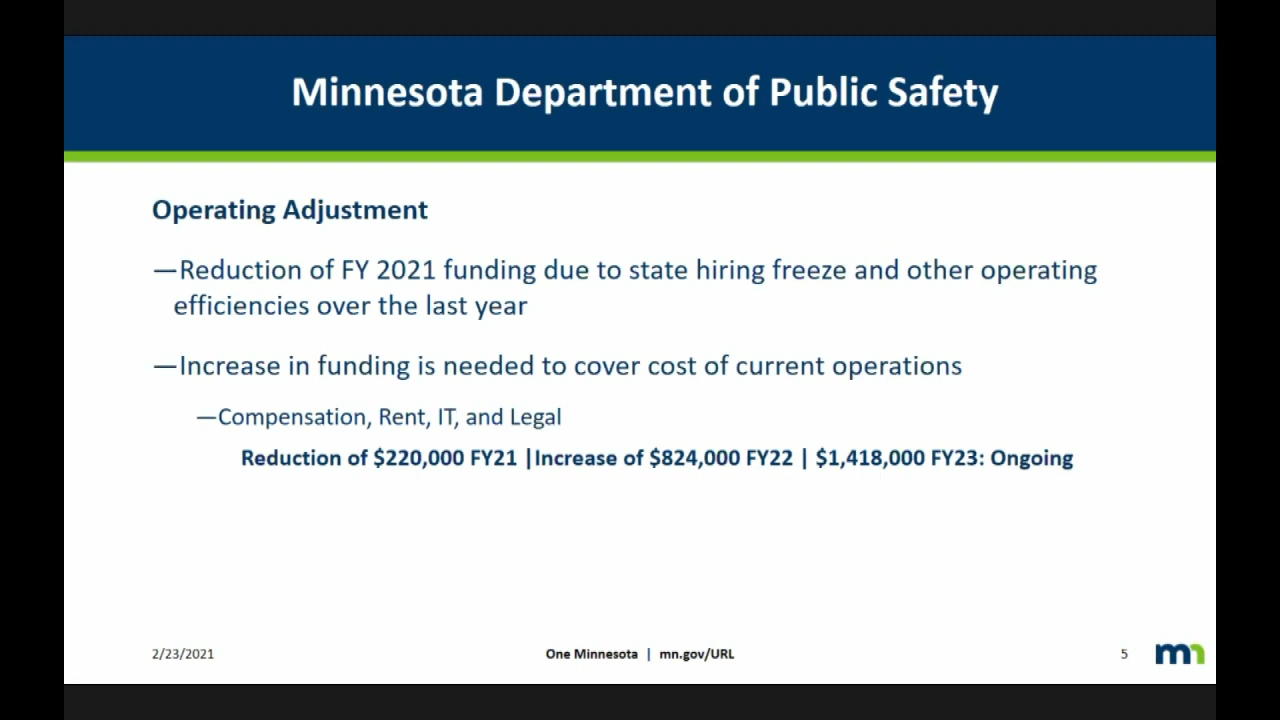 Minnesota Department of Public Safety
Operating Adjustment
—Reduction of FY 2021 funding due to state hiring freeze and other operating
efficiencies over the last year
—Increase in funding is needed to cover cost of current operations
—Compensation, Rent, IT, and Legal
Reduction of $220,000 FY21 |Increase of $824,000 FY22 | $1,418,000 FY23: Ongoing
2/23/2021
One Minnesota | mn.gov/URL
5
mn